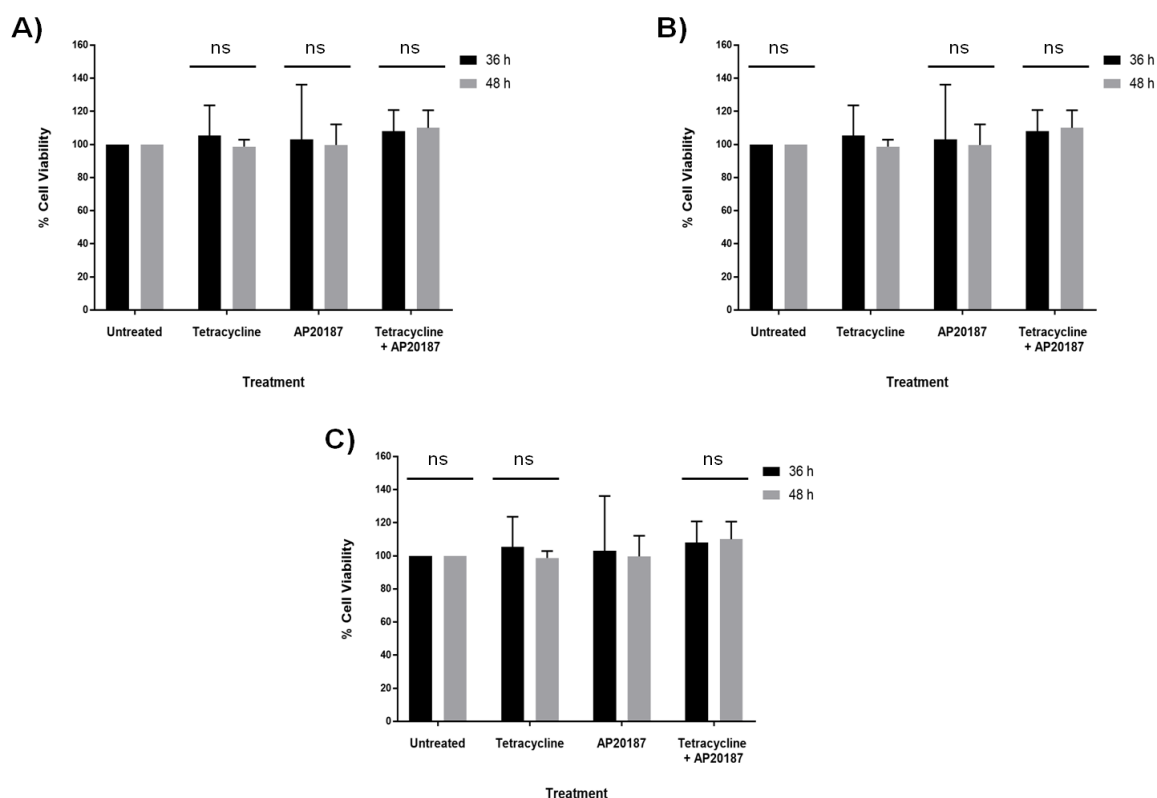 A)
ns ns ns
160
140
120
100
80
60
40
20
0
% Cell Viability
36 h
48 h
Untreated Tetracycline AP20187 Tetracycline
+ AP20187
Treatment
B)
ns ns ns
160
140
120
100
80
60
40
20
0
% Cell Viability
36 h
48 h
Untreated Tetracycline AP20187 Tetracycline
+ AP20187
Treatment
C)
ns ns ns
160
140
120
100
80
60
40
20
0
% Cell Viability
36 h
48 h
Untreated Tetracycline AP20187 Tetracycline
+ AP20187
Treatment